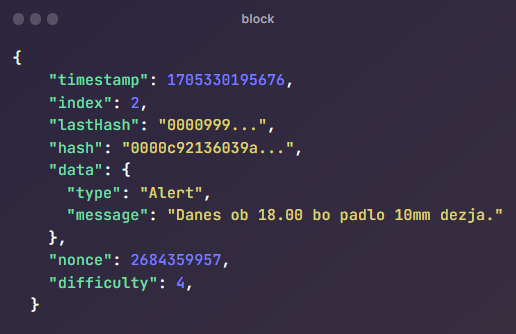 block
{
"timestamp": 1705330195676,
"index": 2,
"lastHash": "0000999...",
"hash": "0000c92136039a...",
"data": {
"type": "Alert",
"message": "Danes ob 18.00 bo padlo 10mm dezja."
},
"nonce": 2684359957,
"difficulty": 4,
}